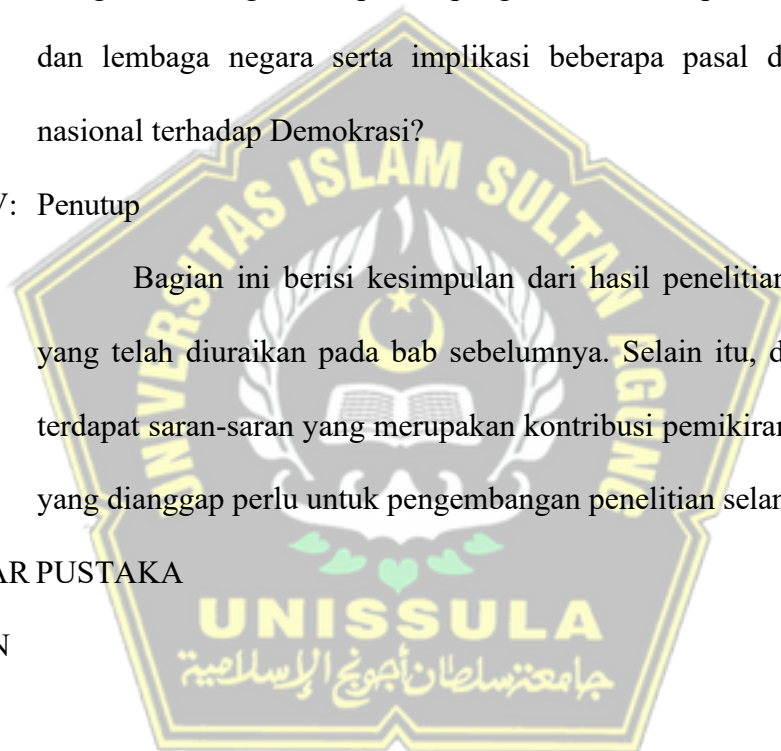 dan lembaga negara serta implikasi beberapa pasal d
nasional terhadap Demokrasi?
V: Penutup
Bagian ini berisi kesimpulan dari hasil penelitian
yang telah diuraikan pada bab sebelumnya. Selain itu, d
terdapat saran-saran yang merupakan kontribusi pemikiran
yang dianggap perlu untuk pengembangan penelitian selan
AR PUSTAKA
N
UNIVERSITAS ISLAM SULTAN AGUNG
UNISSULA
جامعتنسلطان أجونج الإسلامية